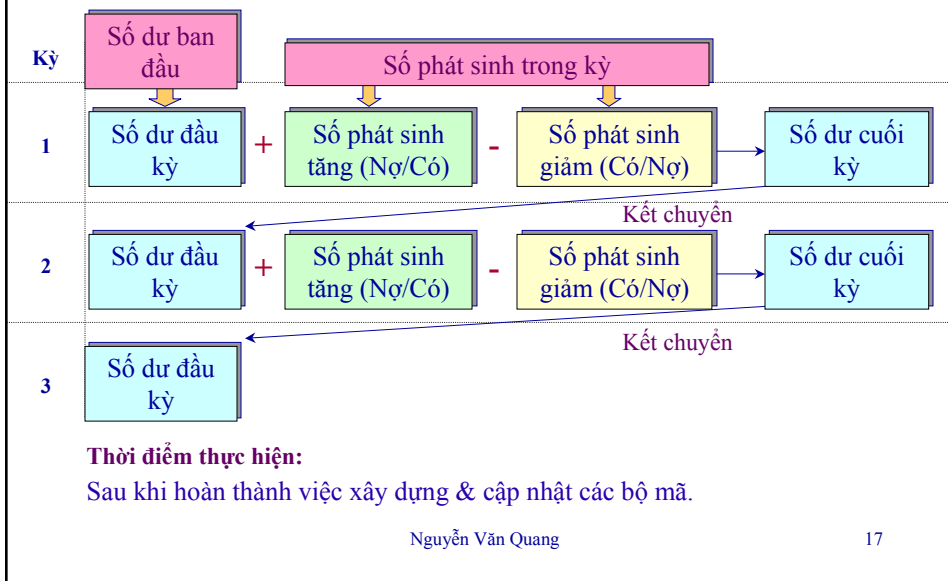 Kỳ
Số dư ban
đầu
Số phát sinh trong kỳ
1
Số dư đầu
kỳ
+
Số phát sinh
tăng (Nợ/Có)
-
Số phát sinh
giảm (Có/Nợ)
Số dư cuối
kỳ
Kết chuyển
2
Số dư đầu
kỳ
+
Số phát sinh
tăng (Nợ/Có)
-
Số phát sinh
giảm (Có/Nợ)
Số dư cuối
kỳ
Kết chuyển
3
Số dư đầu
kỳ
Thời điểm thực hiện:
Sau khi hoàn thành việc xây dựng & cập nhật các bộ mã.
Nguyễn Văn Quang
17